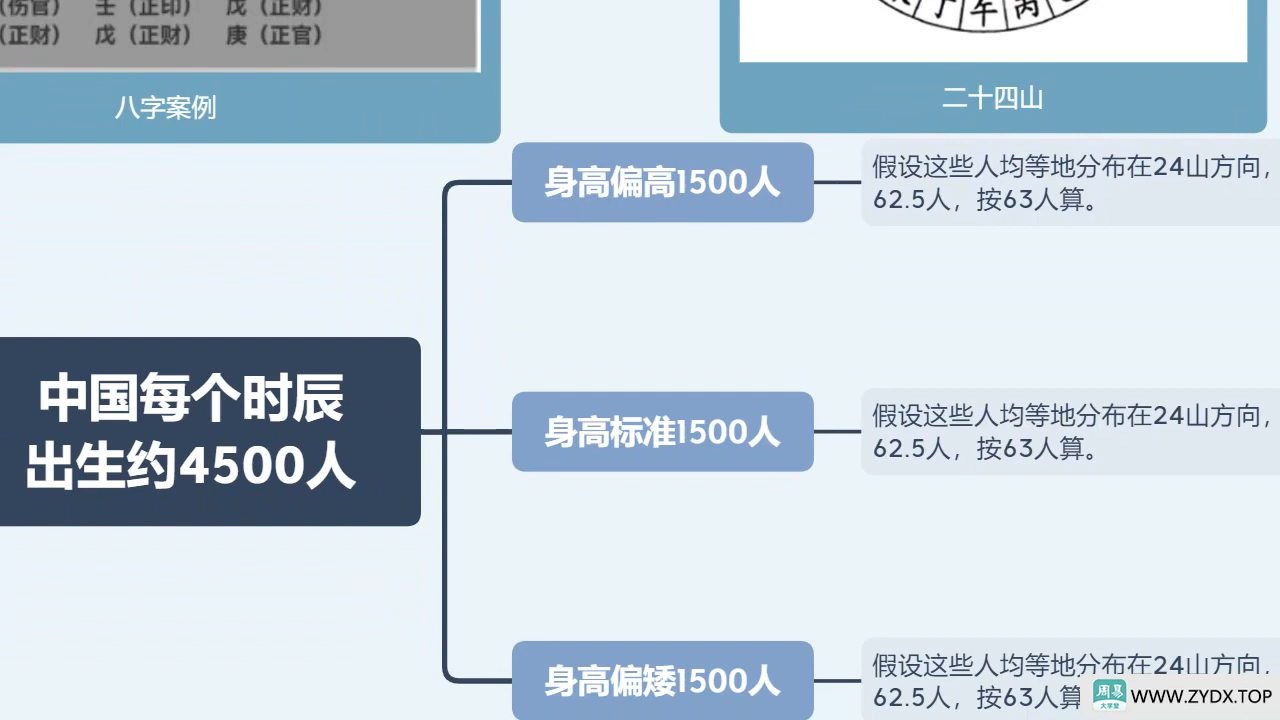 （伤官） 壬（正印） 戊（正财）
（正财） 戊（正财） 庚（正官）
八字案例
丁 午 丙
二十四山
身高偏高1500人
假设这些人均等地分布在24山方向，
62.5人，按63人算。
中国每个时辰
出生约4500人
身高标准1500人
假设这些人均等地分布在24山方向，
62.5人，按63人算。
身高偏矮1500人
假设这些人均等地分布在24山方向，
62.5人，按63人算
周易
大学堂
WWW.ZYDX.TOP